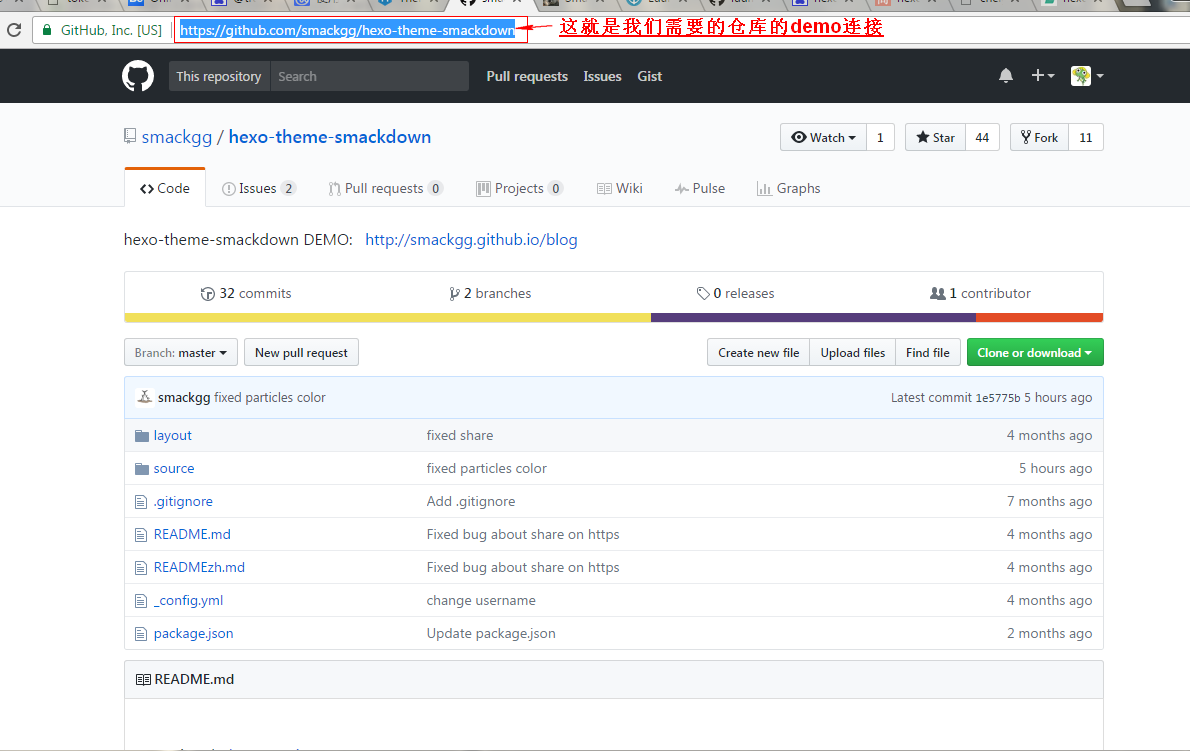 GitHub, Inc. [US] https://github.com/smackgg/hexo-theme-smackdown 这就是我们需要的仓库的demo连接
This repository Search Pull requests Issues Gist
smackgg / hexo-theme-smackdown Watch 1 Star 44 Fork 11
Code Issues 2 Pull requests 0 Projects 0 Wiki Pulse Graphs
hexo-theme-smackdown DEMO: http://smackgg.github.io/blog
32 commits 2 branches 0 releases 1 contributor
Branch: master New pull request Create new file Upload files Find file Clone or download
smackgg fixed particles color Latest commit 1e5775b 5 hours ago
layout fixed share 4 months ago
source fixed particles color 5 hours ago
.gitignore Add .gitignore 7 months ago
README.md Fixed bug about share on https 4 months ago
READMEzh.md Fixed bug about share on https 4 months ago
_config.yml change username 4 months ago
package.json Update package.json 2 months ago
README.md